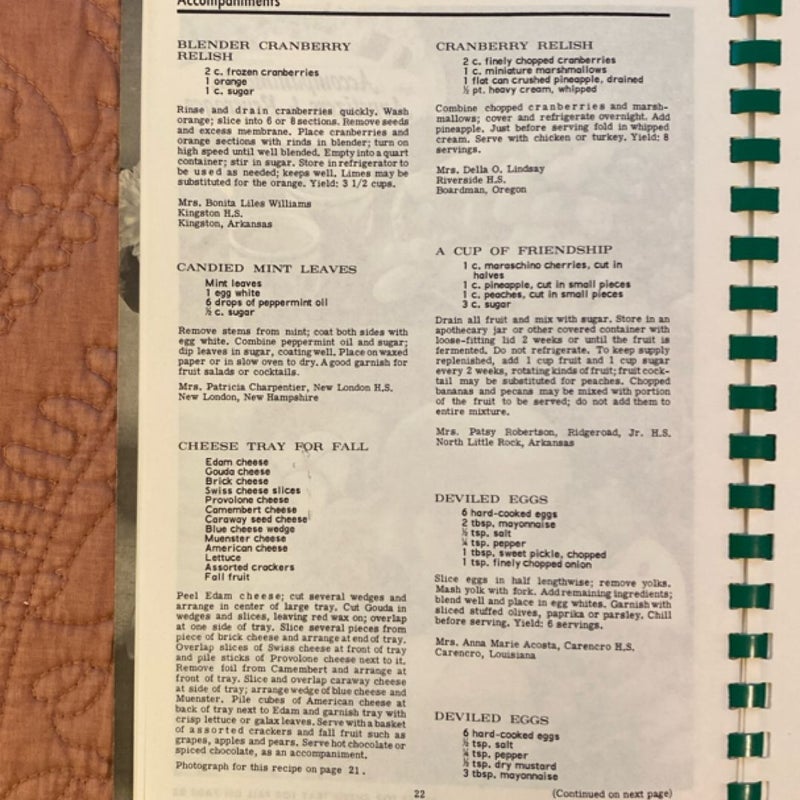 Accompaniments
BLENDER CRANBERRY
RELISH
2 c. frozen cranberries
1 orange
1 c. sugar
Rinse and drain cranberries quickly. Wash
orange; slice into 6 or 8 sections. Remove seeds
and excess membrane. Place cranberries and
orange sections with rinds in blender; turn on
high speed until well blended. Empty into a quart
container; stir in sugar. Store in refrigerator to
be used as needed; keeps well. Limes may be
substituted for the orange. Yield: 3 1/2 cups.
Mrs. Bonita Liles Williams
Kingston H.S.
Kingston, Arkansas
CANDIED MINT LEAVES
Mint leaves
1 egg white
6 drops of peppermint oil
½ c. sugar
Remove stems from mint; coat both sides with
egg white. Combine peppermint oil and sugar;
dip leaves in sugar, coating well. Place on waxed
paper or in slow oven to dry. A good garnish for
fruit salads or cocktails.
Mrs. Patricia Charpentier, New London H.S.
New London, New Hampshire
CHEESE TRAY FOR FALL
Edam cheese
Gouda cheese
Brick cheese
Swiss cheese slices
Provolone cheese
Camembert cheese
Caraway seed cheese
Blue cheese wedge
Muenster cheese
American cheese
Lettuce
Assorted crackers
Fall fruit
Peel Edam cheese; cut several wedges and
arrange in center of large tray. Cut Gouda in
wedges and slices, leaving red wax on; overlap
at one side of tray. Slice several pieces from
piece of brick cheese and arrange at end of tray.
Overlap slices of Swiss cheese at front of tray
and pile sticks of Provolone cheese next to it.
Remove foil from Camembert and arrange at
front of tray. Slice and overlap caraway cheese
at side of tray; arrange wedge of blue cheese and
Muenster. Pile cubes of American cheese at
back of tray next to Edam and garnish tray with
crisp lettuce or galax leaves. Serve with a basket
of assorted crackers and fall fruit such as
grapes, apples and pears. Serve hot chocolate or
spiced chocolate, as an accompaniment.
Photograph for this recipe on page 21.
CRANBERRY RELISH
2 c. finely chopped cranberries
1 c. miniature marshmallows
1 flat can crushed pineapple, drained
½ pt. heavy cream, whipped
Combine chopped cranberries and marsh-
mallows; cover and refrigerate overnight. Add
pineapple. Just before serving fold in whipped
cream. Serve with chicken or turkey. Yield: 8
servings.
Mrs. Della O. Lindsay
Riverside H.S.
Boardman, Oregon
A CUP OF FRIENDSHIP
1 c. maraschino cherries, cut in
halves
1 c. pineapple, cut in small pieces
1 c. peaches, cut in small pieces
3 c. sugar
Drain all fruit and mix with sugar. Store in an
apothecary jar or other covered container with
loose-fitting lid 2 weeks or until the fruit is
fermented. Do not refrigerate. To keep supply
replenished, add 1 cup fruit and 1 cup sugar
every 2 weeks, rotating kinds of fruit; fruit cock-
tail may be substituted for peaches. Chopped
bananas and pecans may be mixed with portion
of the fruit to be served; do not add them to
entire mixture.
Mrs. Patsy Robertson, Ridgeroad, Jr. H.S.
North Little Rock, Arkansas
DEVILED EGGS
6 hard-cooked eggs
2 tbsp. mayonnaise
½ tsp. salt
¼ tsp. pepper
1 tbsp. sweet pickle, chopped
1 tsp. finely chopped onion
Slice eggs in half lengthwise; remove yolks.
Mash yolk with fork. Add remaining ingredients;
blend well and place in egg whites. Garnish with
sliced stuffed olives, paprika or parsley. Chill
before serving. Yield: 6 servings.
Mrs. Anna Marie Acosta, Carencro H.S.
Carencro, Louisiana
DEVILED EGGS
6 hard-cooked eggs
½ tsp. salt
¼ tsp. pepper
½ tsp. dry mustard
3 tbsp. mayonnaise
22
(Continued on next page)